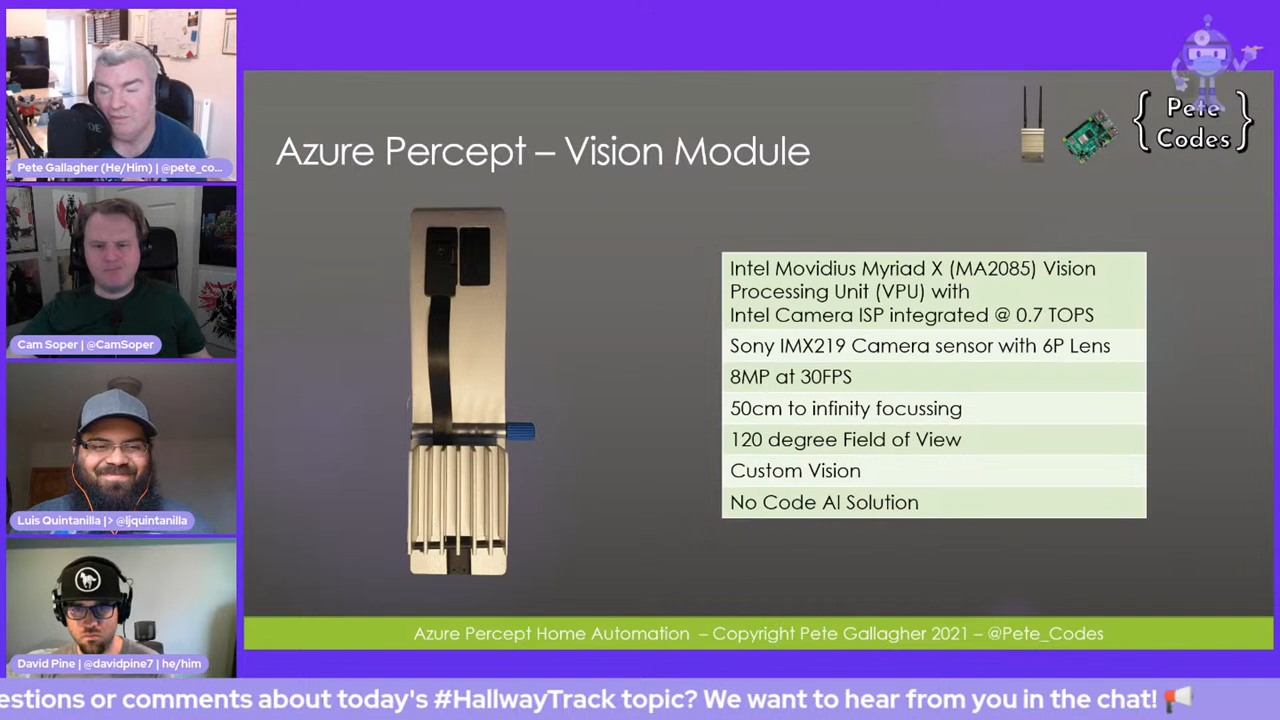 Pete Gallagher (He/Him) | @pete_co...
Cam Soper | @CamSoper
Luis Quintanilla |> @ljquintanilla
David Pine | @davidpine7 | he/him
Azure Percept – Vision Module
{ Pete
Codes }
Intel Movidius Myriad X (MA2085) Vision
Processing Unit (VPU) with
Intel Camera ISP integrated @ 0.7 TOPS
Sony IMX219 Camera sensor with 6P Lens
8MP at 30FPS
50cm to infinity focussing
120 degree Field of View
Custom Vision
No Code AI Solution
Azure Percept Home Automation – Copyright Pete Gallagher 2021 – @Pete_Codes
estions or comments about today's #HallwayTrack topic? We want to hear from you in the chat!